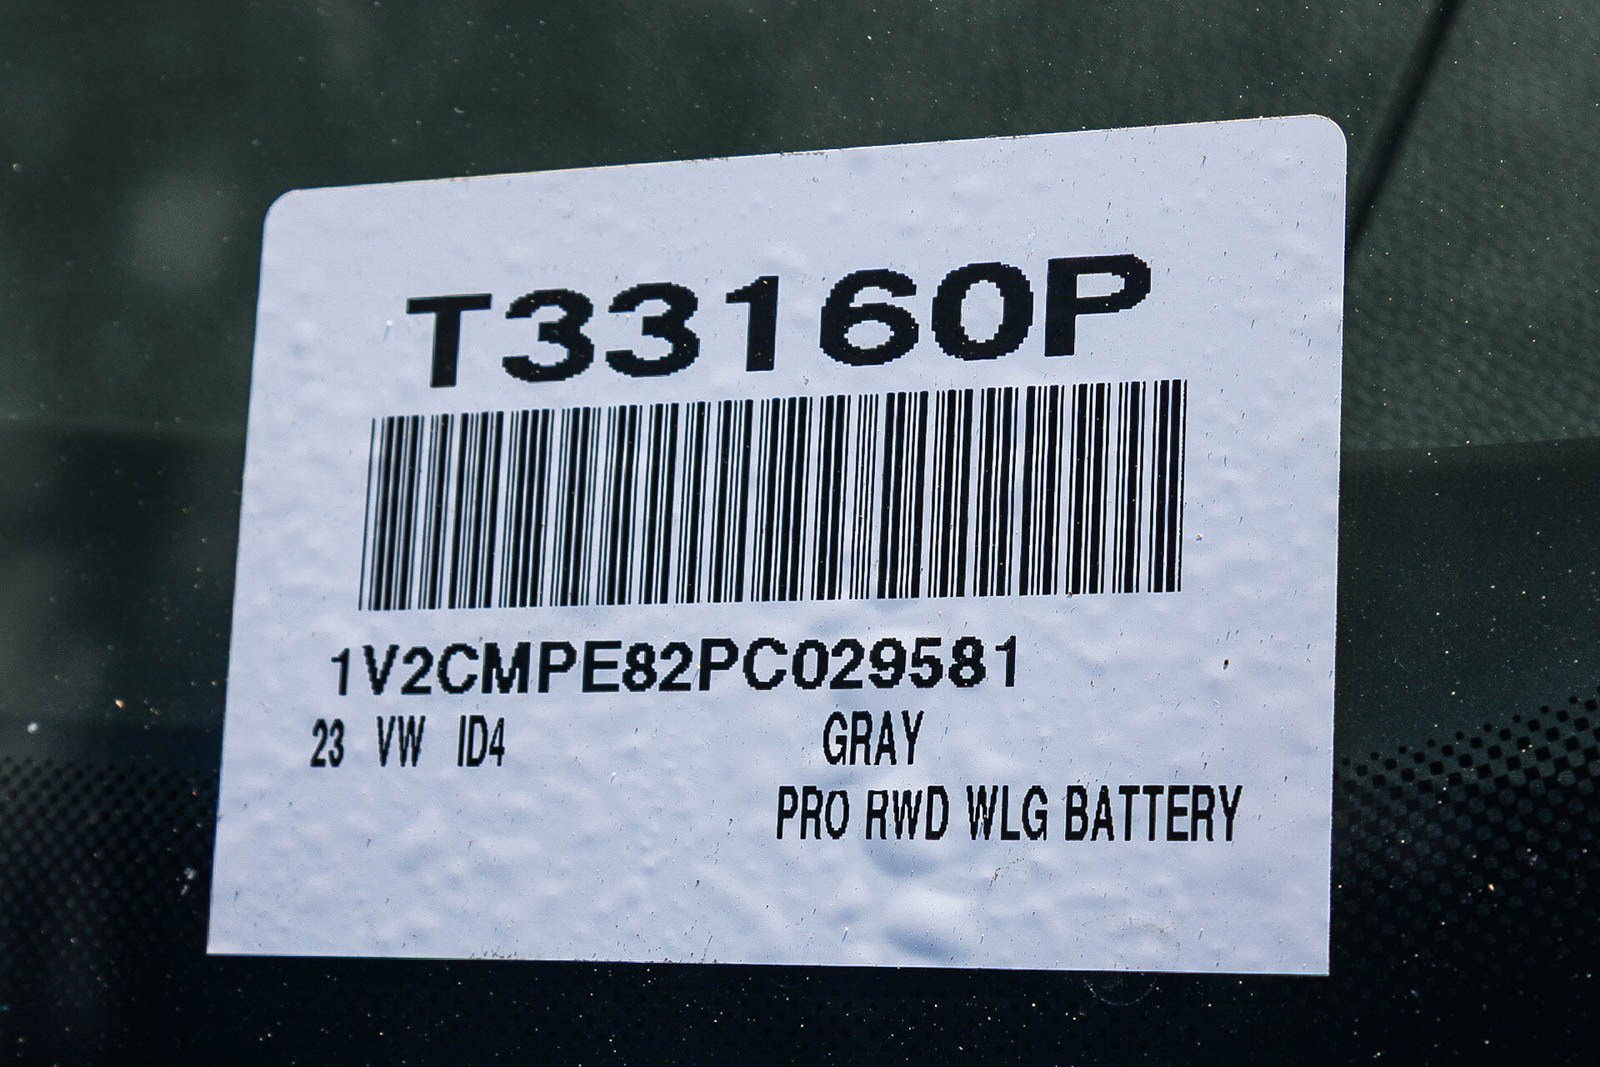 T33160P
1V2CMPE82PC029581
23 VW ID4 GRAY
PRO RWD WLG BATTERY